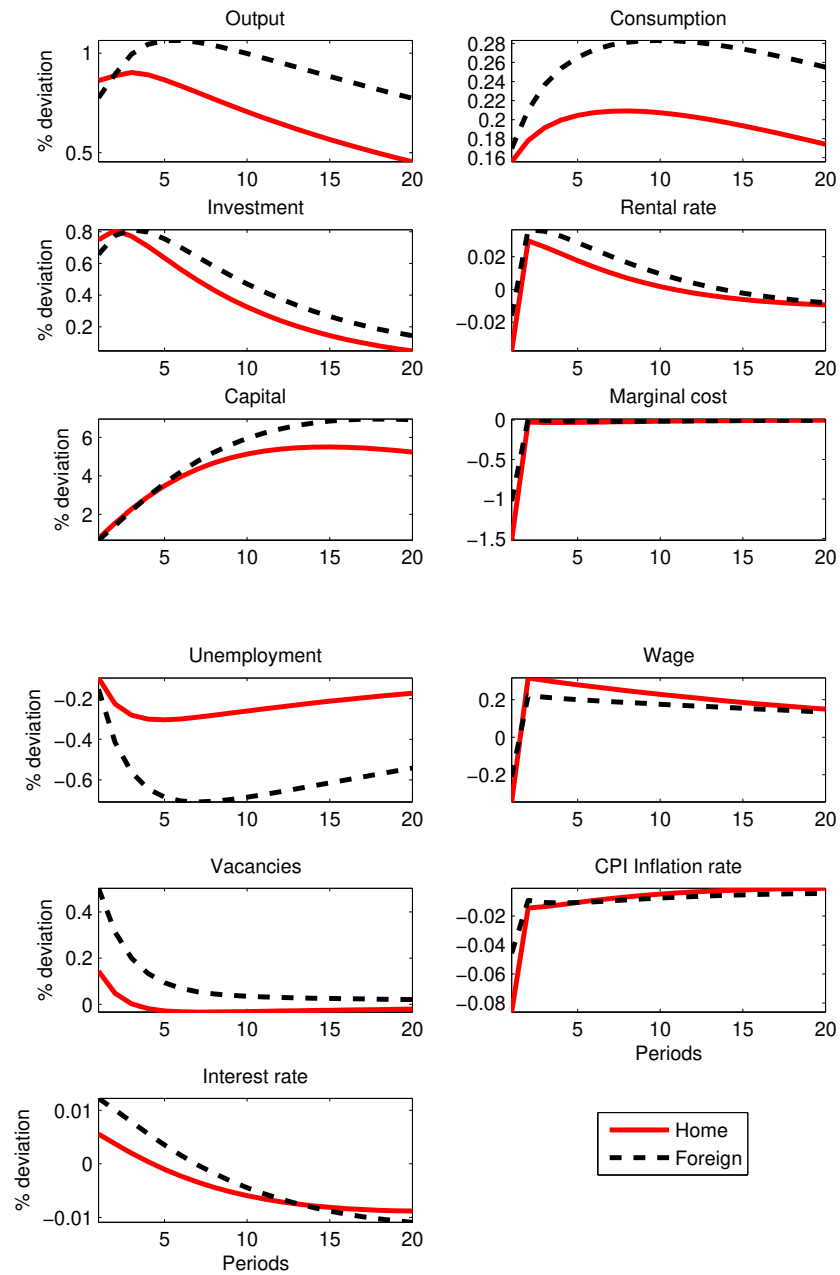 Output
% deviation
1
0.5
5 10 15 20
Consumption
0.28
0.26
0.24
0.22
0.20
0.18
0.16
5 10 15 20
Investment
% deviation
0.8
0.6
0.4
0.2
5 10 15 20
Rental rate
0.02
0
−0.02
5 10 15 20
Capital
% deviation
6
4
2
5 10 15 20
Marginal cost
0
−0.5
−1
−1.5
5 10 15 20
Unemployment
% deviation
−0.2
−0.4
−0.6
5 10 15 20
Wage
0.2
0
−0.2
5 10 15 20
Vacancies
% deviation
0.4
0.2
0
5 10 15 20
CPI Inflation rate
−0.02
−0.04
−0.06
−0.08
5 10 15 20
Periods
Interest rate
% deviation
0.01
0
−0.01
5 10 15 20
Periods
Home
Foreign